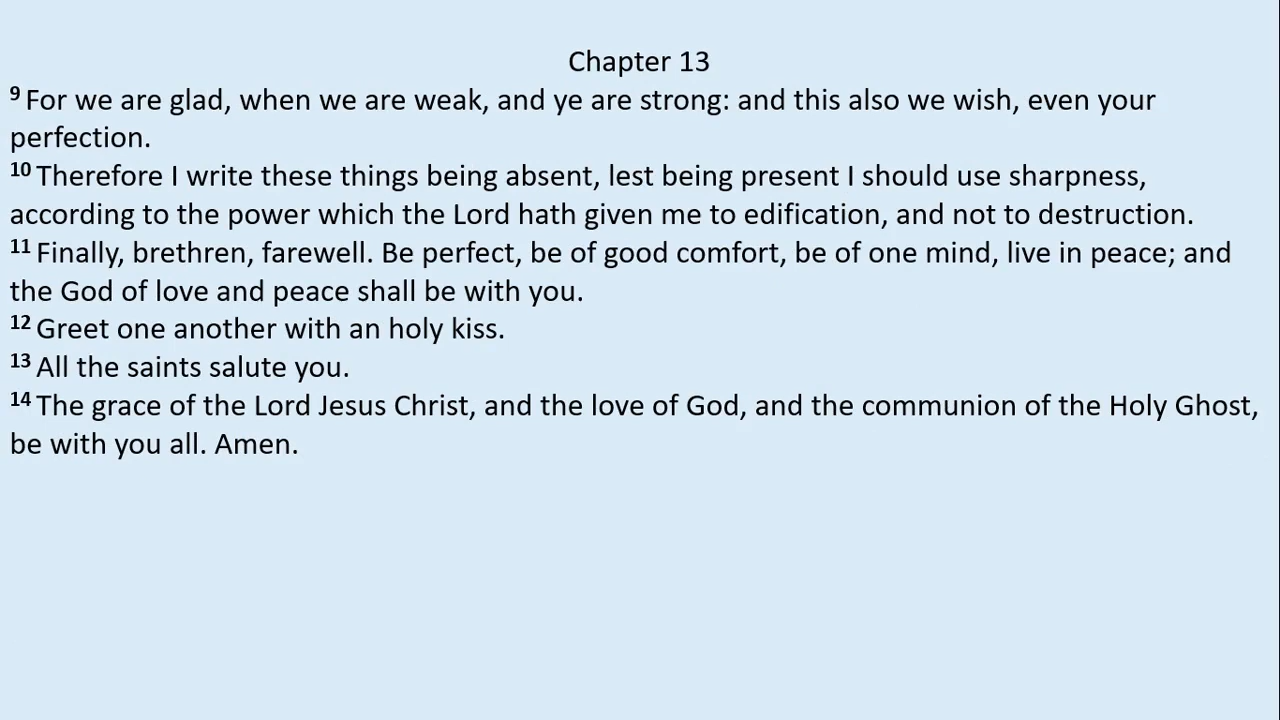 Chapter 13
9 For we are glad, when we are weak, and ye are strong: and this also we wish, even your
perfection.
10 Therefore I write these things being absent, lest being present I should use sharpness,
according to the power which the Lord hath given me to edification, and not to destruction.
11 Finally, brethren, farewell. Be perfect, be of good comfort, be of one mind, live in peace; and
the God of love and peace shall be with you.
12 Greet one another with an holy kiss.
13 All the saints salute you.
14 The grace of the Lord Jesus Christ, and the love of God, and the communion of the Holy Ghost,
be with you all. Amen.